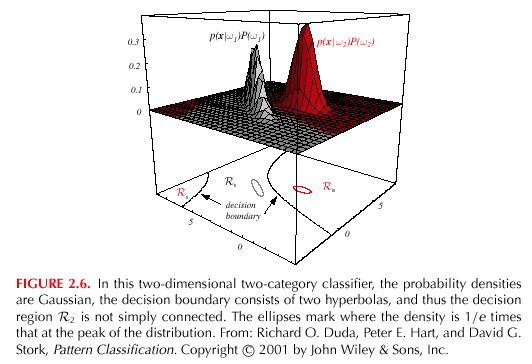 p(x|ω₁)P(ω₁)
p(x|ω₂)P(ω₂)
0.3
0.2
0.1
0
R₂
R₁
R₂
decision
boundary
5
0
0
5
FIGURE 2.6. In this two-dimensional two-category classifier, the probability densities
are Gaussian, the decision boundary consists of two hyperbolas, and thus the decision
region R₂ is not simply connected. The ellipses mark where the density is 1/e times
that at the peak of the distribution. From: Richard O. Duda, Peter E. Hart, and David G.
Stork, Pattern Classification. Copyright © 2001 by John Wiley & Sons, Inc.